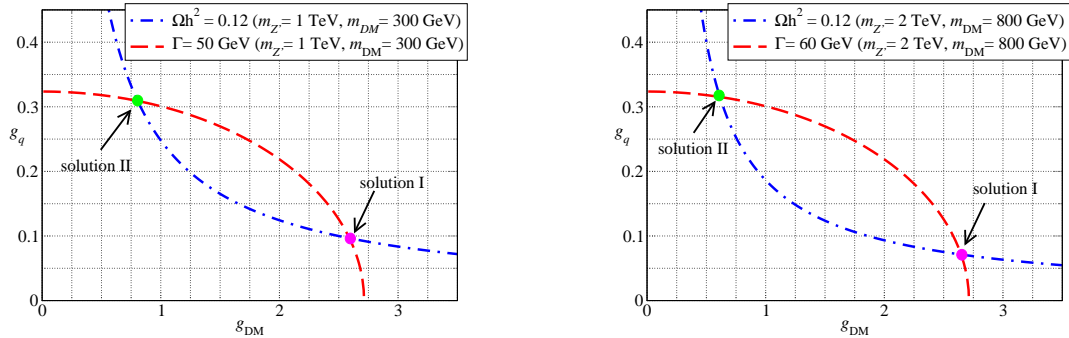 Ωh² = 0.12 (m_Z'= 1 TeV, m_DM= 300 GeV)
Γ= 50 GeV (m_Z'= 1 TeV, m_DM= 300 GeV)
0.4
0.3
0.2
0.1
0
g_q
solution II
solution I
0 1 2 3
g_DM
Ωh² = 0.12 (m_Z'= 2 TeV, m_DM= 800 GeV)
Γ= 60 GeV (m_Z'= 2 TeV, m_DM= 800 GeV)
0.4
0.3
0.2
0.1
0
g_q
solution II
solution I
0 1 2 3
g_DM